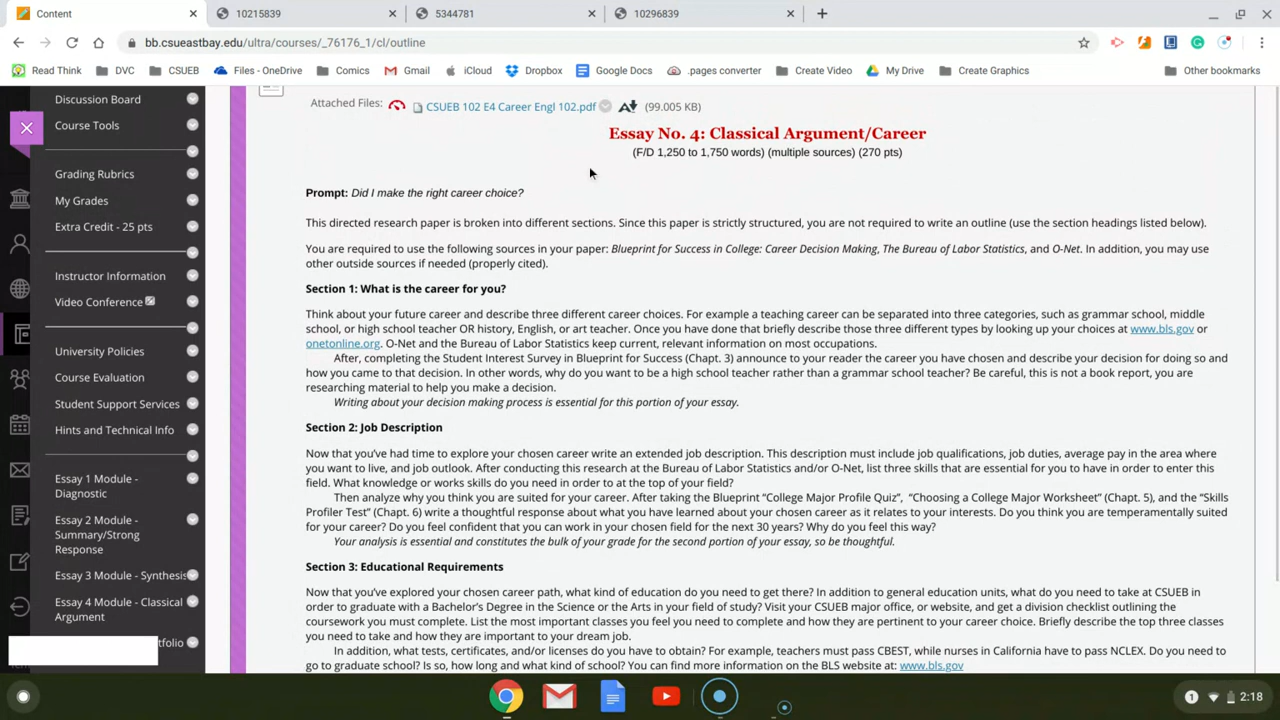 Content
10215839
5344781
10296839
bb.csueastbay.edu/ultra/courses/_76176_1/cl/outline
Read Think
DVC
CSUEB
Files - OneDrive
Comics
Gmail
iCloud
Dropbox
Google Docs
.pages converter
Create Video
My Drive
Create Graphics
Other bookmarks
Discussion Board
Course Tools
Grading Rubrics
My Grades
Extra Credit - 25 pts
Instructor Information
Video Conference
University Policies
Course Evaluation
Student Support Services
Hints and Technical Info
Essay 1 Module -
Diagnostic
Essay 2 Module -
Summary/Strong
Response
Essay 3 Module - Synthesis
Essay 4 Module - Classical
Argument
tfolio
Attached Files: CSUEB 102 E4 Career Engl 102.pdf (99.005 KB)
Essay No. 4: Classical Argument/Career
(F/D 1,250 to 1,750 words) (multiple sources) (270 pts)
Prompt: Did I make the right career choice?
This directed research paper is broken into different sections. Since this paper is strictly structured, you are not required to write an outline (use the section headings listed below).
You are required to use the following sources in your paper: Blueprint for Success in College: Career Decision Making, The Bureau of Labor Statistics, and O-Net. In addition, you may use
other outside sources if needed (properly cited).
Section 1: What is the career for you?
Think about your future career and describe three different career choices. For example a teaching career can be separated into three categories, such as grammar school, middle
school, or high school teacher OR history, English, or art teacher. Once you have done that briefly describe those three different types by looking up your choices at www.bls.gov or
onetonline.org. O-Net and the Bureau of Labor Statistics keep current, relevant information on most occupations.
After, completing the Student Interest Survey in Blueprint for Success (Chapt. 3) announce to your reader the career you have chosen and describe your decision for doing so and
how you came to that decision. In other words, why do you want to be a high school teacher rather than a grammar school teacher? Be careful, this is not a book report, you are
researching material to help you make a decision.
Writing about your decision making process is essential for this portion of your essay.
Section 2: Job Description
Now that you've had time to explore your chosen career write an extended job description. This description must include job qualifications, job duties, average pay in the area where
you want to live, and job outlook. After conducting this research at the Bureau of Labor Statistics and/or O-Net, list three skills that are essential for you to have in order to enter this
field. What knowledge or works skills do you need in order to at the top of your field?
Then analyze why you think you are suited for your career. After taking the Blueprint “College Major Profile Quiz”, “Choosing a College Major Worksheet” (Chapt. 5), and the “Skills
Profiler Test” (Chapt. 6) write a thoughtful response about what you have learned about your chosen career as it relates to your interests. Do you think you are temperamentally suited
for your career? Do you feel confident that you can work in your chosen field for the next 30 years? Why do you feel this way?
Your analysis is essential and constitutes the bulk of your grade for the second portion of your essay, so be thoughtful.
Section 3: Educational Requirements
Now that you've explored your chosen career path, what kind of education do you need to get there? In addition to general education units, what do you need to take at CSUEB in
order to graduate with a Bachelor's Degree in the Science or the Arts in your field of study? Visit your CSUEB major office, or website, and get a division checklist outlining the
coursework you must complete. List the most important classes you feel you need to complete and how they are pertinent to your career choice. Briefly describe the top three classes
you need to take and how they are important to your dream job.
In addition, what tests, certificates, and/or licenses do you have to obtain? For example, teachers must pass CBEST, while nurses in California have to pass NCLEX. Do you need to
go to graduate school? Is so, how long and what kind of school? You can find more information on the BLS website at: www.bls.gov
1
2:18